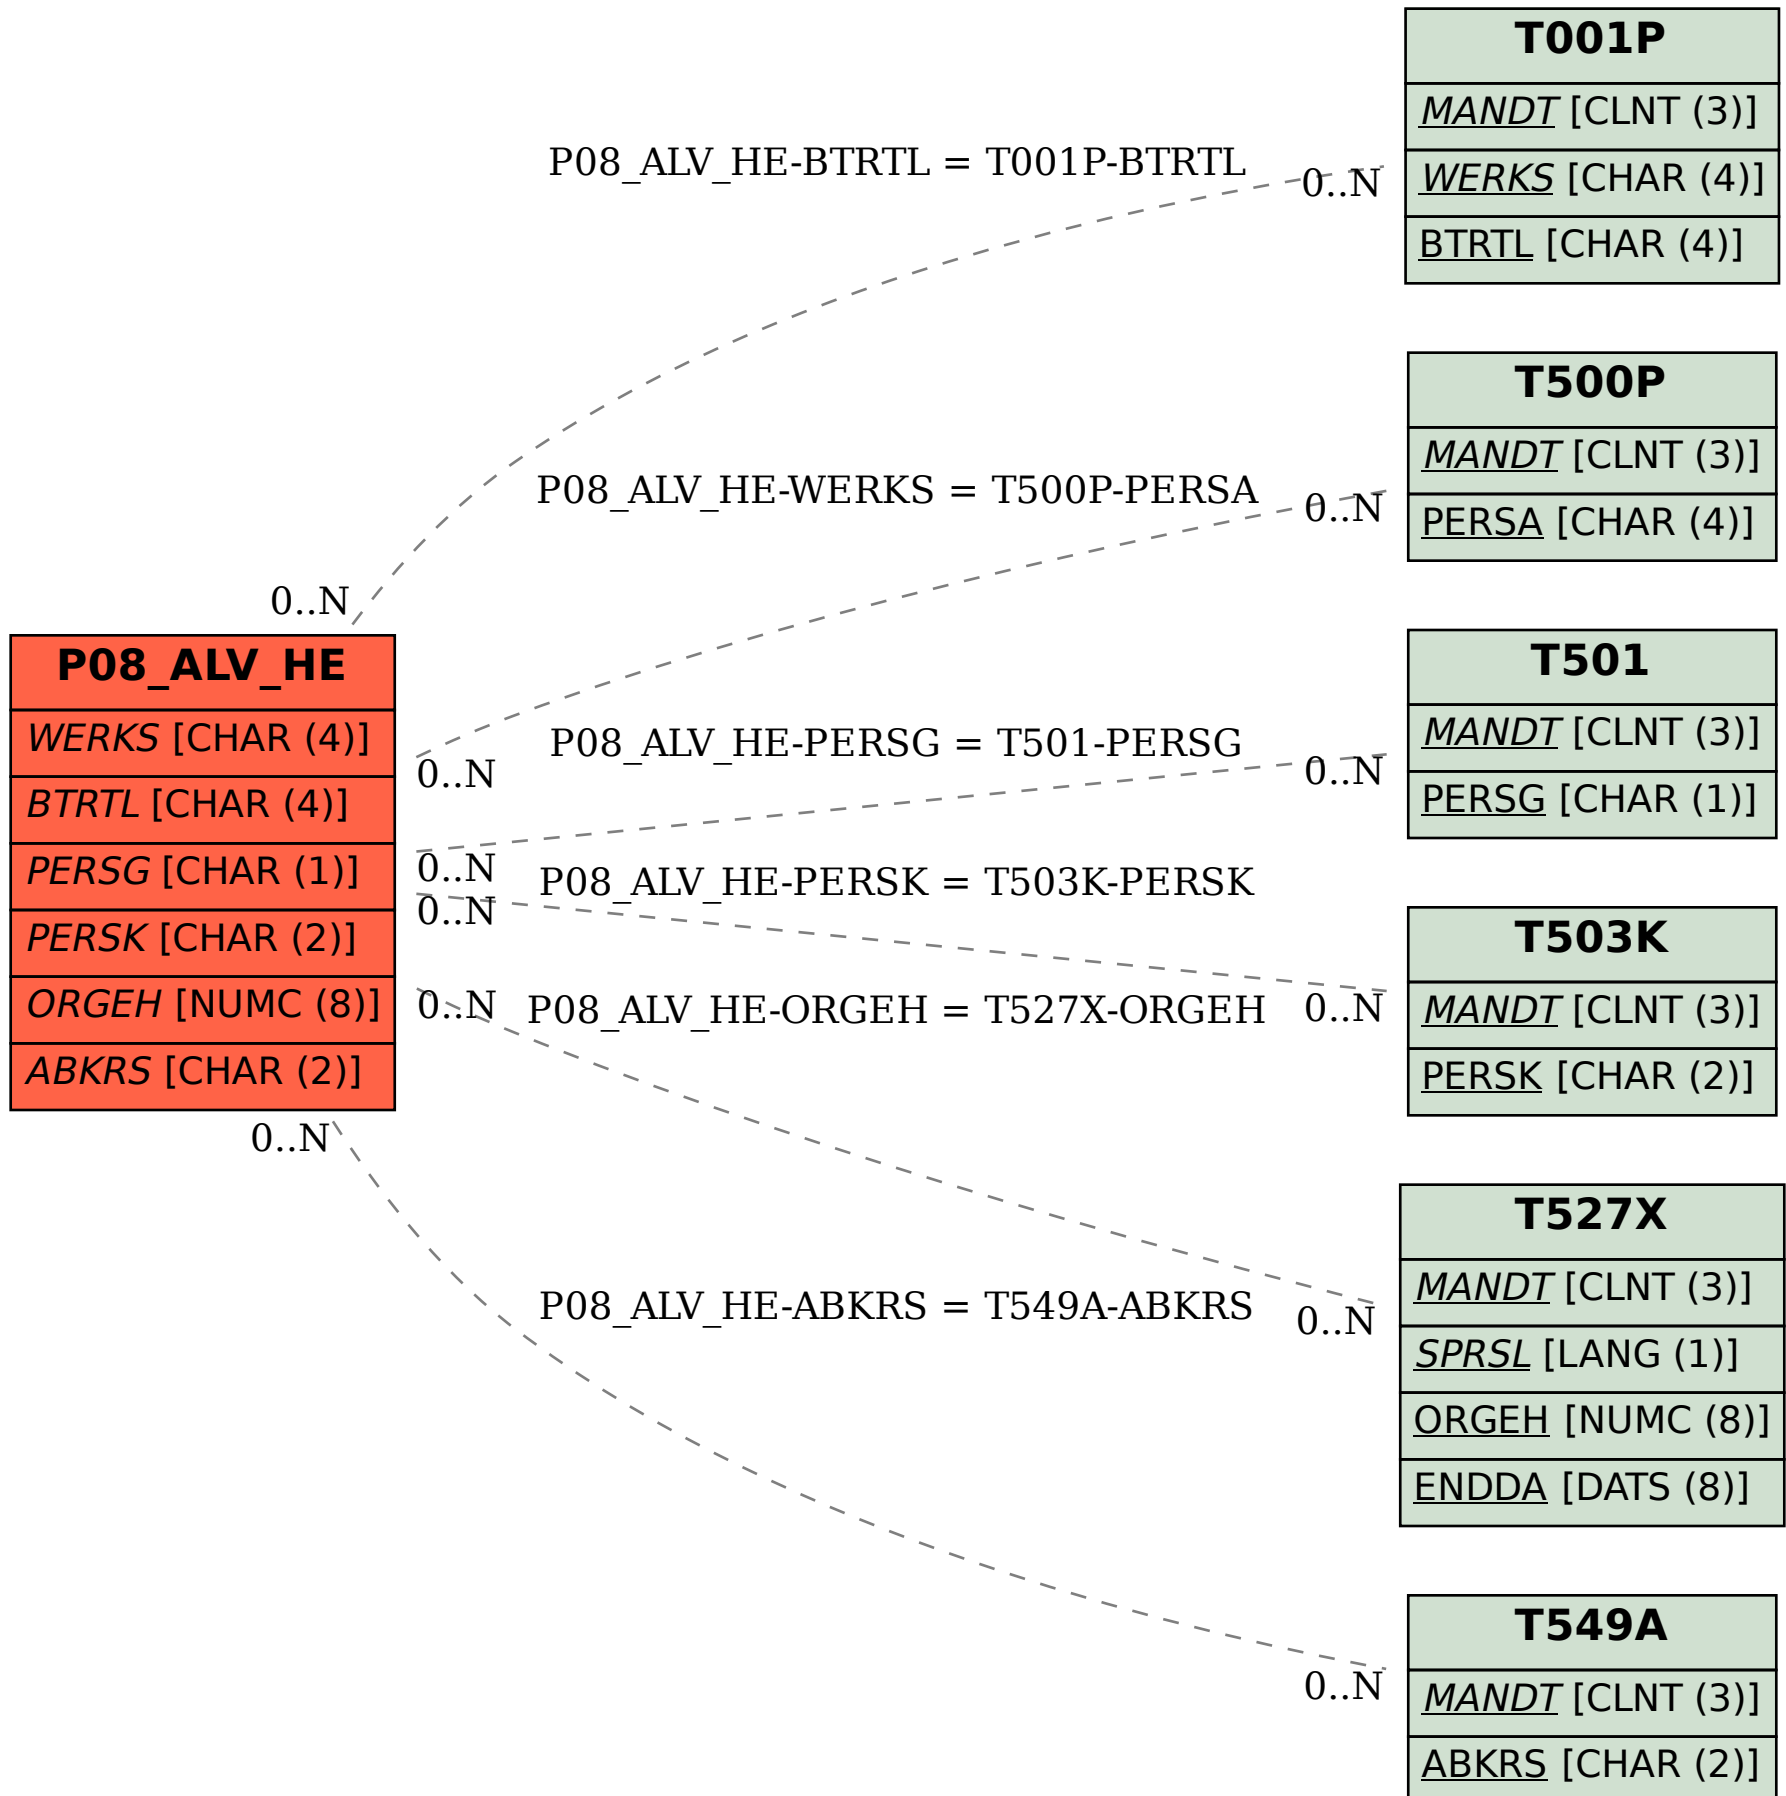 T001P
MANDT [CLNT (3)]
WERKS [CHAR (4)]
BTRTL [CHAR (4)]
P08_ALV_HE-BTRTL = T001P-BTRTL
0..N
0..N
T500P
MANDT [CLNT (3)]
PERSA [CHAR (4)]
P08_ALV_HE-WERKS = T500P-PERSA
0..N
0..N
P08_ALV_HE
WERKS [CHAR (4)]
BTRTL [CHAR (4)]
PERSG [CHAR (1)]
PERSK [CHAR (2)]
ORGEH [NUMC (8)]
ABKRS [CHAR (2)]
T501
MANDT [CLNT (3)]
PERSG [CHAR (1)]
P08_ALV_HE-PERSG = T501-PERSG
0..N
0..N
P08_ALV_HE-PERSK = T503K-PERSK
0..N
0..N
T503K
MANDT [CLNT (3)]
PERSK [CHAR (2)]
P08_ALV_HE-ORGEH = T527X-ORGEH
0..N
0..N
T527X
MANDT [CLNT (3)]
SPRSL [LANG (1)]
ORGEH [NUMC (8)]
ENDDA [DATS (8)]
P08_ALV_HE-ABKRS = T549A-ABKRS
0..N
0..N
T549A
MANDT [CLNT (3)]
ABKRS [CHAR (2)]